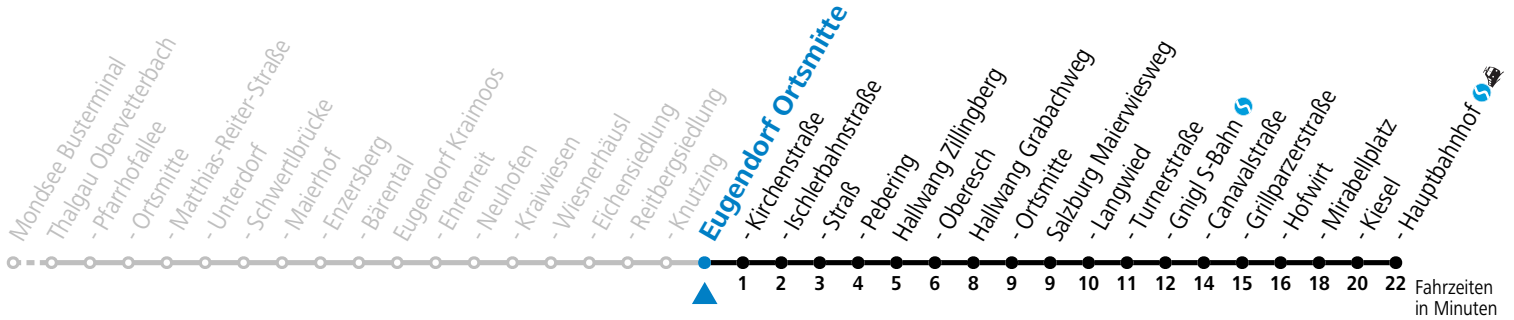 Mondsee Busterminal
Thalgau Obervetterbach
- Pfarrhofallee
- Ortsmitte
- Matthias-Reiter-Straße
- Unterdorf
- Schwertlbrücke
- Maierhof
- Enzersberg
- Bärental
Eugendorf Kraimoos
- Ehrenreit
- Neuhofen
- Kraiwiesen
- Wiesnerhäusl
- Eichensiedlung
- Reitbergsiedlung
- Knutzing
Eugendorf Ortsmitte
- Kirchenstraße
- Ischlerbahnstraße
- Straß
- Pebering
Hallwang Zillingberg
- Oberesch
Hallwang Grabachweg
- Ortsmitte
Salzburg Maierwiesweg
- Langwied
- Turnerstraße
- Gnigl S-Bahn
- Canavalstraße
- Grillparzerstraße
- Hofwirt
- Mirabellplatz
- Kiesel
- Hauptbahnhof
1 2 3 4 5 6 8 9 9 10 11 12 14 15 16 18 20 22 Fahrzeiten
in Minuten